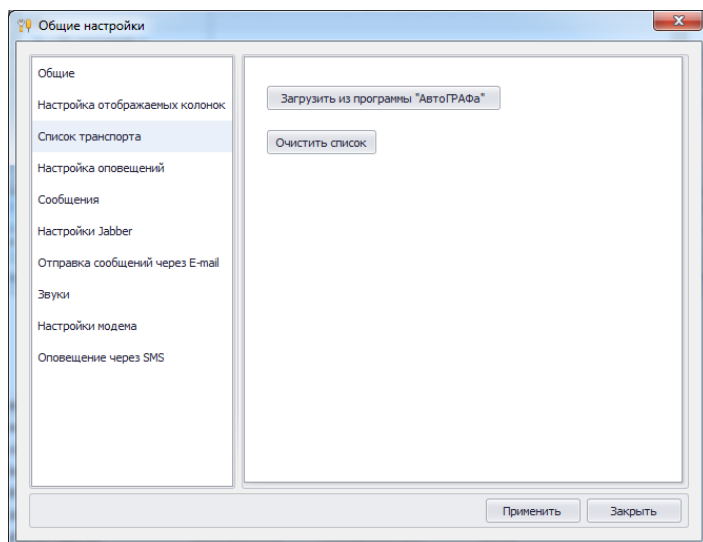 Общие настройки
Общие
Настройка отображаемых колонок
Список транспорта
Настройка оповещений
Сообщения
Настройки Jabber
Отправка сообщений через E-mail
Звуки
Настройки модема
Оповещение через SMS
Загрузить из программы "АвтоГРАФа"
Очистить список
Применить
Закрыть